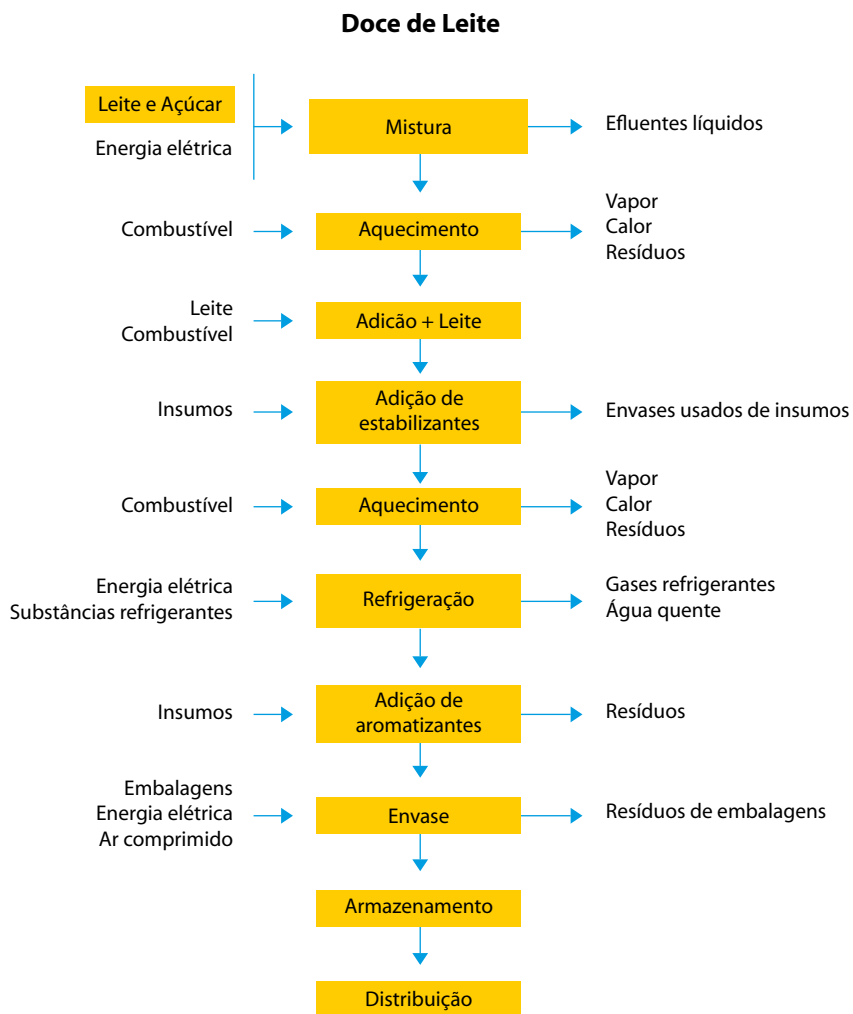 Doce de Leite
Leite e Açúcar
Energia elétrica
Mistura
Efluentes líquidos
Combustível
Aquecimento
Vapor
Calor
Resíduos
Leite
Combustível
Adicão + Leite
Insumos
Adição de
estabilizantes
Envases usados de insumos
Combustível
Aquecimento
Vapor
Calor
Resíduos
Energia elétrica
Substâncias refrigerantes
Refrigeração
Gases refrigerantes
Água quente
Insumos
Adição de
aromatizantes
Resíduos
Embalagens
Energia elétrica
Ar comprimido
Envase
Resíduos de embalagens
Armazenamento
Distribuição